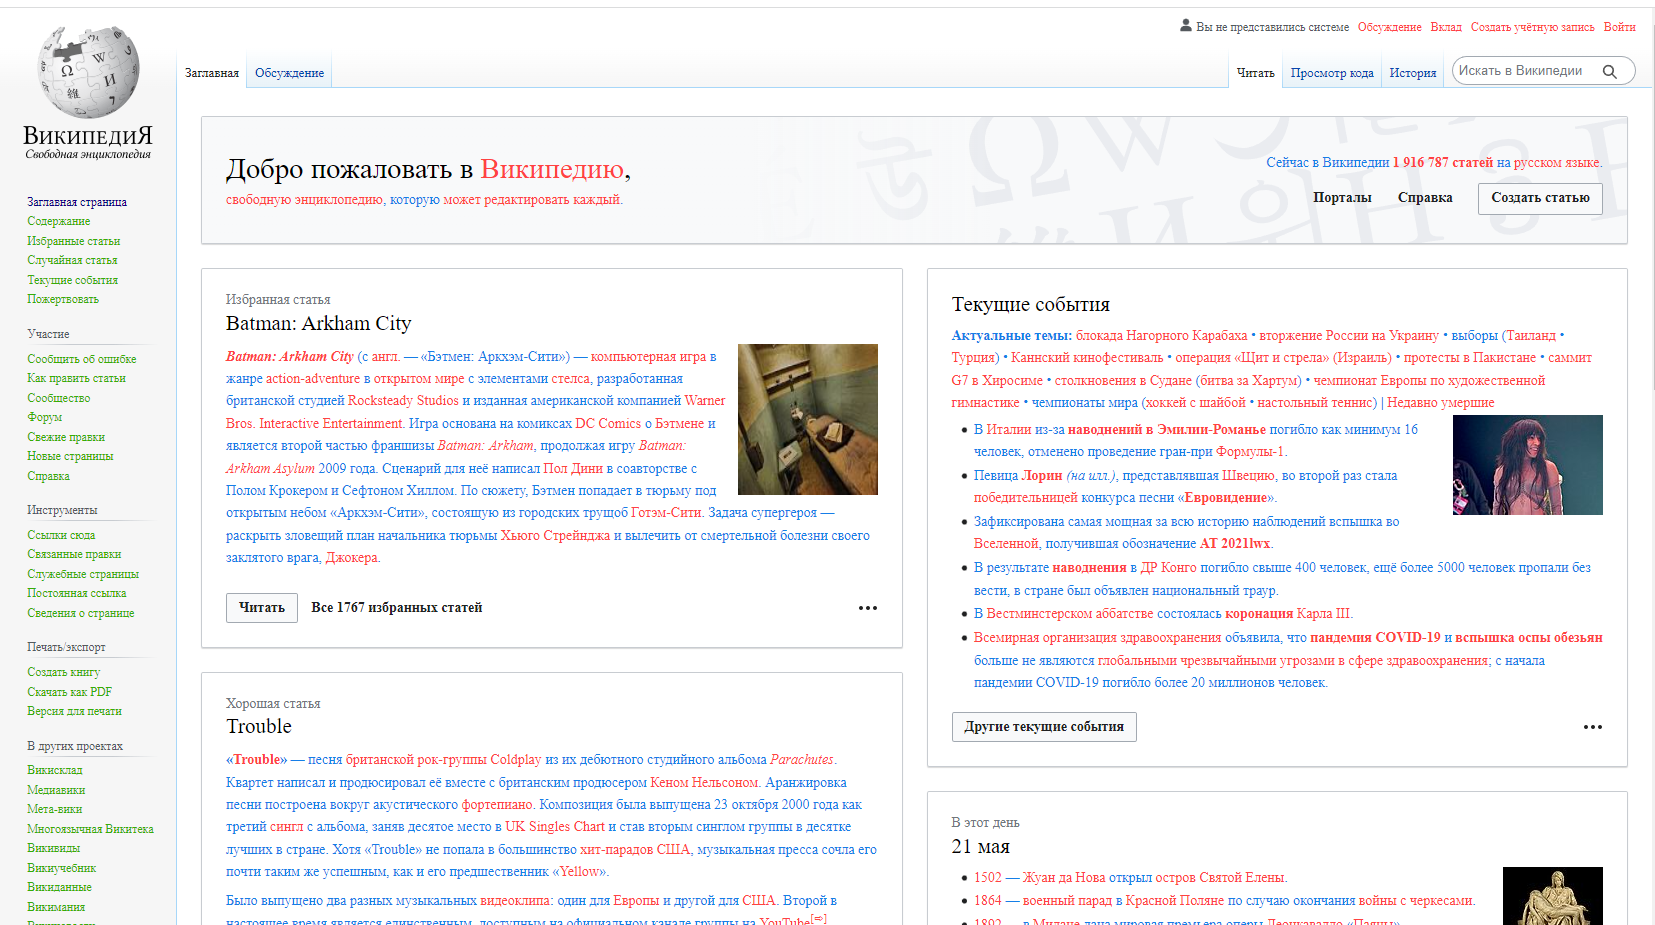 Вы не представились системе Обсуждение Вклад Создать учётную запись Войти
Заглавная Обсуждение
Читать Просмотр кода История Искать в Википедии
ВикипедиЯ
Свободная энциклопедия
Заглавная страница
Содержание
Избранные статьи
Случайная статья
Текущие события
Пожертвовать
Участие
Сообщить об ошибке
Как править статьи
Сообщество
Форум
Свежие правки
Новые страницы
Справка
Инструменты
Ссылки сюда
Связанные правки
Служебные страницы
Постоянная ссылка
Сведения о странице
Печать/экспорт
Создать книгу
Скачать как PDF
Версия для печати
В других проектах
Викисклад
Медиавики
Мета-вики
Многоязычная Викитека
Викивиды
Викиучебник
Викиданные
Викимания
Добро пожаловать в Википедию,
свободную энциклопедию, которую может редактировать каждый.
Сейчас в Википедии 1 916 787 статей на русском языке.
Порталы Справка Создать статью
Избранная статья
Batman: Arkham City
Batman: Arkham City (с англ. — «Бэтмен: Аркхэм-Сити») — компьютерная игра в
жанре action-adventure в открытом мире с элементами стелса, разработанная
британской студией Rocksteady Studios и изданная американской компанией Warner
Bros. Interactive Entertainment. Игра основана на комиксах DC Comics о Бэтмене и
является второй частью франшизы Batman: Arkham, продолжая игру Batman:
Arkham Asylum 2009 года. Сценарий для неё написал Пол Дини в соавторстве с
Полом Крокером и Сефтоном Хиллом. По сюжету, Бэтмен попадает в тюрьму под
открытым небом «Аркхэм-Сити», состоящую из городских трущоб Готэм-Сити. Задача супергероя —
раскрыть зловещий план начальника тюрьмы Хьюго Стрейнджа и вылечить от смертельной болезни своего
заклятого врага, Джокера.
Читать Все 1767 избранных статей
Хорошая статья
Trouble
«Trouble» — песня британской рок-группы Coldplay из их дебютного студийного альбома Parachutes.
Квартет написал и продюсировал её вместе с британским продюсером Кеном Нельсоном. Аранжировка
песни построена вокруг акустического фортепиано. Композиция была выпущена 23 октября 2000 года как
третий сингл с альбома, заняв десятое место в UK Singles Chart и став вторым синглом группы в десятке
лучших в стране. Хотя «Trouble» не попала в большинство хит-парадов США, музыкальная пресса сочла его
почти таким же успешным, как и его предшественник «Yellow».
Было выпущено два разных музыкальных видеоклипа: один для Европы и другой для США. Второй в
настоящее время является единственным, доступным на официальном канале группы на YouTube[⇨].
Текущие события
Актуальные темы: блокада Нагорного Карабаха • вторжение России на Украину • выборы (Таиланд •
Турция) • Каннский кинофестиваль • операция «Щит и стрела» (Израиль) • протесты в Пакистане • саммит
G7 в Хиросиме • столкновения в Судане (битва за Хартум) • чемпионат Европы по художественной
гимнастике • чемпионаты мира (хоккей с шайбой • настольный теннис) | Недавно умершие
• В Италии из-за наводнений в Эмилии-Романье погибло как минимум 16
человек, отменено проведение гран-при Формулы-1.
• Певица Лорин (на илл.), представлявшая Швецию, во второй раз стала
победительницей конкурса песни «Евровидение».
• Зафиксирована самая мощная за всю историю наблюдений вспышка во
Вселенной, получившая обозначение AT 2021lwx.
• В результате наводнения в ДР Конго погибло свыше 400 человек, ещё более 5000 человек пропали без
вести, в стране был объявлен национальный траур.
• В Вестминстерском аббатстве состоялась коронация Карла III.
• Всемирная организация здравоохранения объявила, что пандемия COVID-19 и вспышка оспы обезьян
больше не являются глобальными чрезвычайными угрозами в сфере здравоохранения; с начала
пандемии COVID-19 погибло более 20 миллионов человек.
Другие текущие события
В этот день
21 мая
• 1502 — Жуан да Нова открыл остров Святой Елены.
• 1864 — военный парад в Красной Поляне по случаю окончания войны с черкесами.
• 1892 — в Милане дана мировая премьера оперы Леонкавалло «Паяцы».